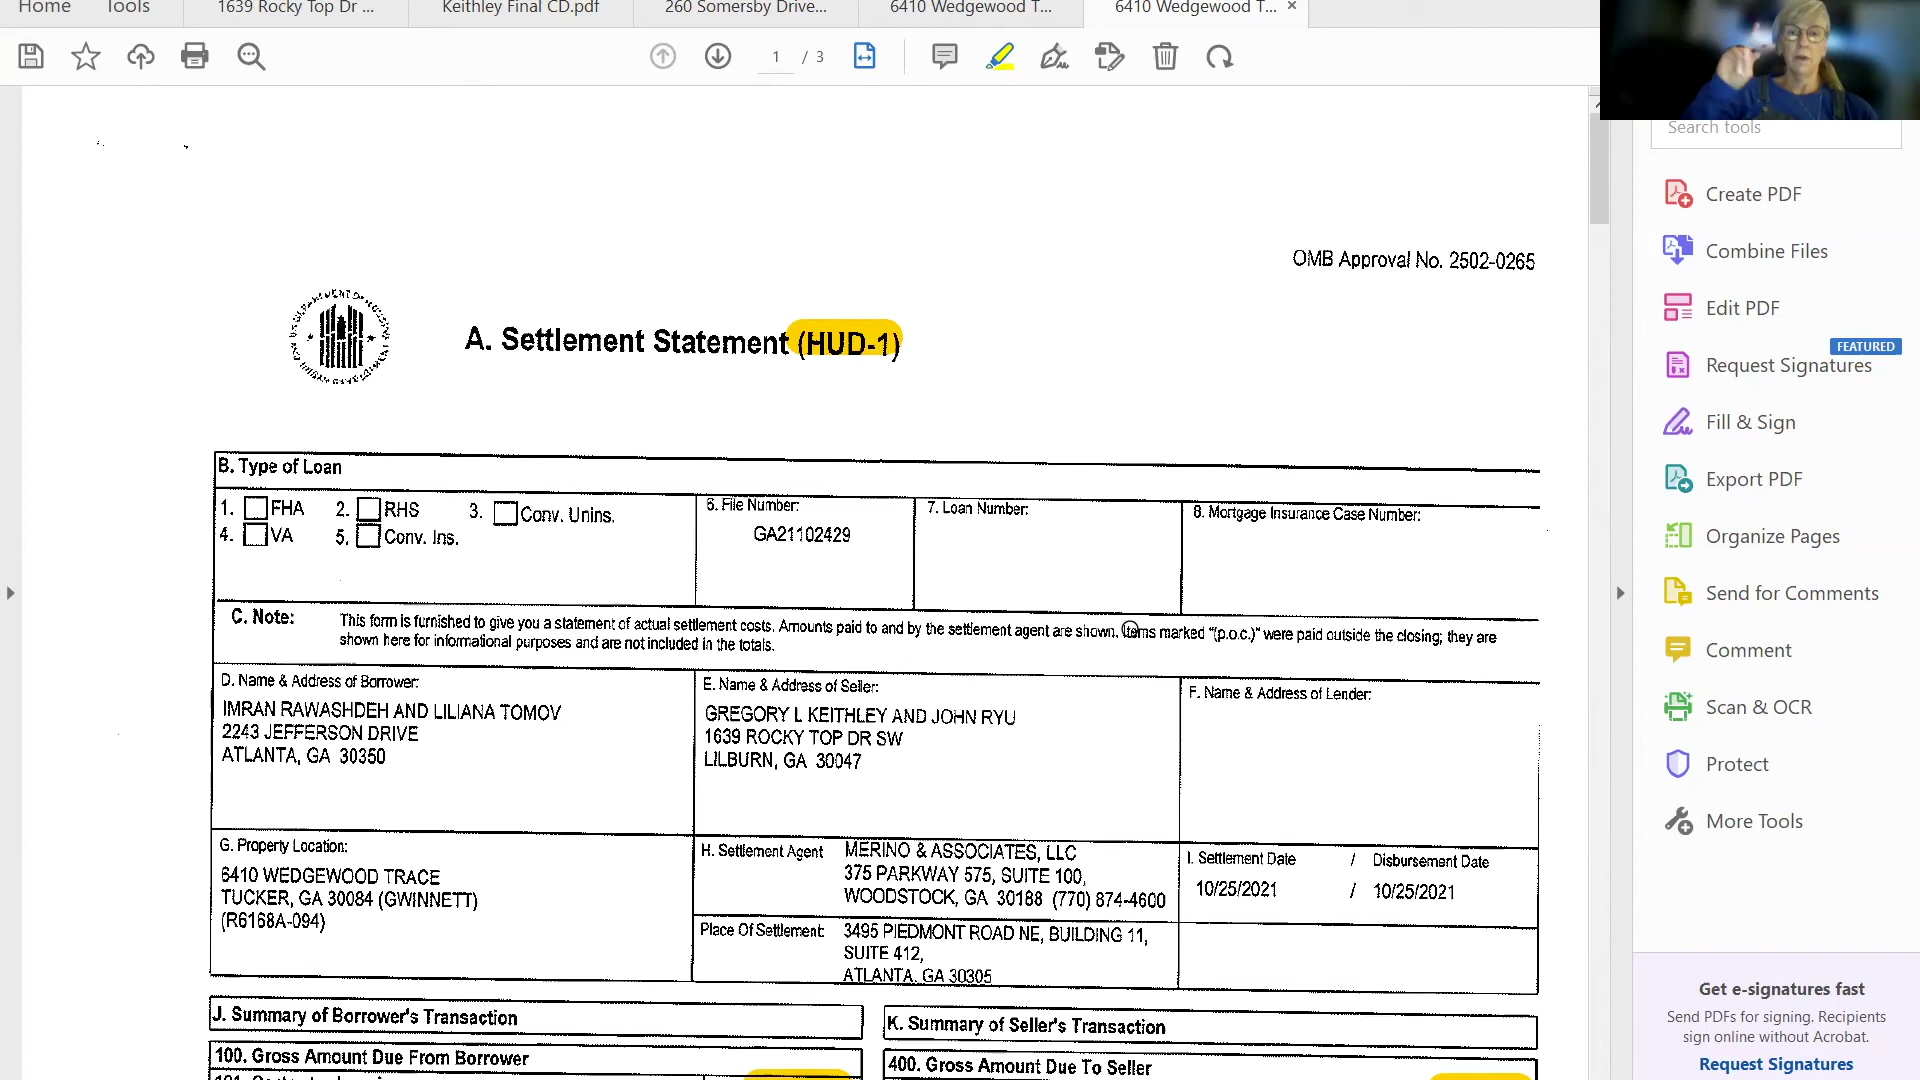 Home Tools 1639 Rocky Top Dr ... Keithley Final CD.pdf 260 Somersby Drive... 6410 Wedgewood T... 6410 Wedgewood T... ×
1 / 3
Search tools
Create PDF
Combine Files
Edit PDF
FEATURED
Request Signatures
Fill & Sign
Export PDF
Organize Pages
Send for Comments
Comment
Scan & OCR
Protect
More Tools
Get e-signatures fast
Send PDFs for signing. Recipients
sign online without Acrobat.
Request Signatures
OMB Approval No. 2502-0265
A. Settlement Statement (HUD-1)
B. Type of Loan
1. FHA 2. RHS 3. Conv. Unins.
4. VA 5. Conv. Ins.
6. File Number:
GA21102429
7. Loan Number:
8. Mortgage Insurance Case Number:
C. Note: This form is furnished to give you a statement of actual settlement costs. Amounts paid to and by the settlement agent are shown. Items marked "(p.o.c.)" were paid outside the closing; they are
shown here for informational purposes and are not included in the totals.
D. Name & Address of Borrower:
IMRAN RAWASHDEH AND LILIANA TOMOV
2243 JEFFERSON DRIVE
ATLANTA, GA 30350
E. Name & Address of Seller:
GREGORY L KEITHLEY AND JOHN RYU
1639 ROCKY TOP DR SW
LILBURN, GA 30047
F. Name & Address of Lender:
G. Property Location:
6410 WEDGEWOOD TRACE
TUCKER, GA 30084 (GWINNETT)
(R6168A-094)
H. Settlement Agent MERINO & ASSOCIATES, LLC
375 PARKWAY 575, SUITE 100,
WOODSTOCK, GA 30188 (770) 874-4600
Place Of Settlement: 3495 PIEDMONT ROAD NE, BUILDING 11,
SUITE 412,
ATLANTA, GA 30305
I. Settlement Date / Disbursement Date
10/25/2021 / 10/25/2021
J. Summary of Borrower's Transaction
100. Gross Amount Due From Borrower
K. Summary of Seller's Transaction
400. Gross Amount Due To Seller